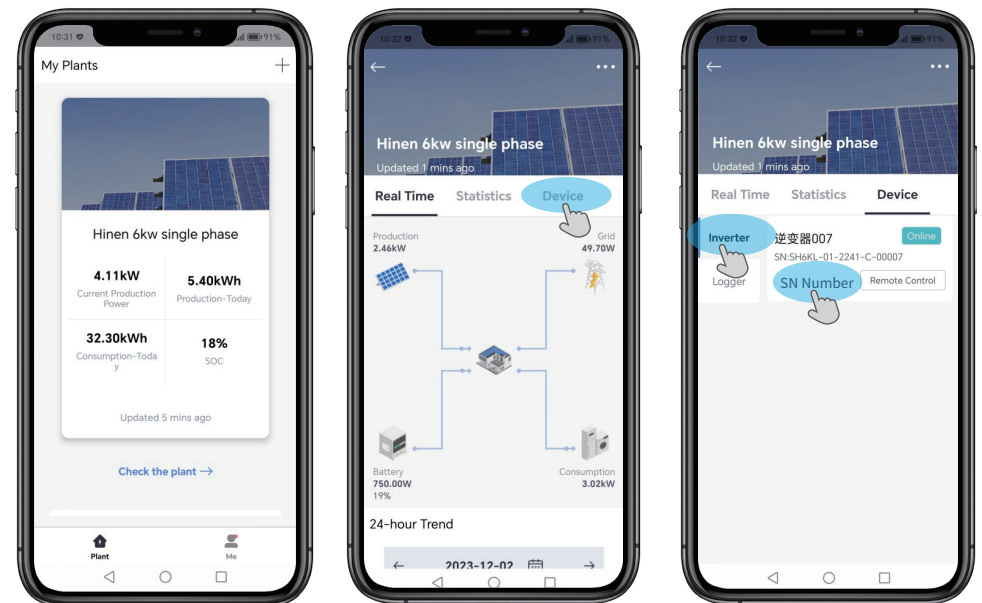 10:31
91%
My Plants
Hinen 6kw single phase
4.11kW
Current Production
Power
5.40kWh
Production-Today
32.30kWh
Consumption-Toda
y
18%
SOC
Updated 5 mins ago
Check the plant →
Plant
Me
10:32
91%
Hinen 6kw single phase
Updated 1 mins ago
Real Time
Statistics
Device
Production
2.46kW
Grid
49.70W
Battery
750.00W
19%
Consumption
3.02kW
24-hour Trend
← 2023-12-02 →
10:32
91%
Hinen 6kw single phase
Updated 1 mins ago
Real Time
Statistics
Device
Inverter
Logger
逆变器007
Online
SN:SH6KL-01-2241-C-00007
SN Number
Remote Control